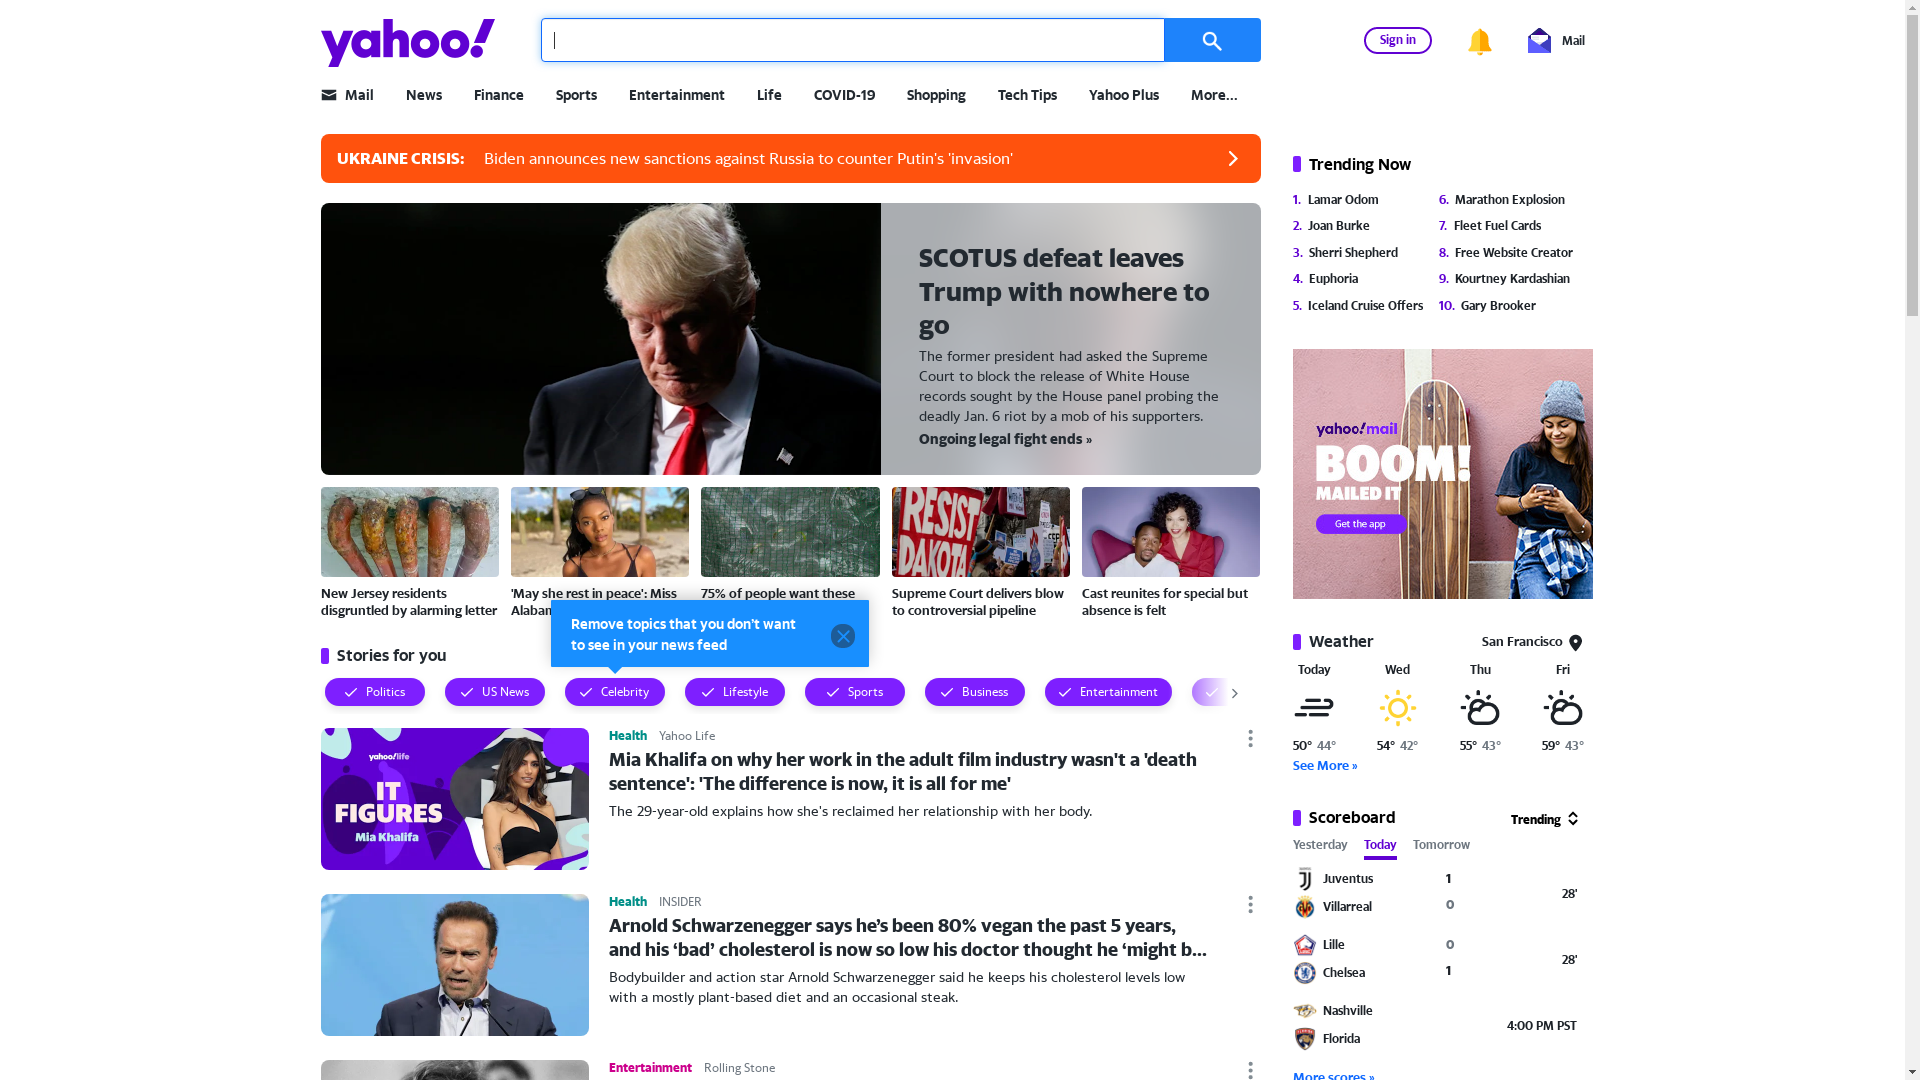 yahoo!
Sign in
Mail
Mail
News
Finance
Sports
Entertainment
Life
COVID-19
Shopping
Tech Tips
Yahoo Plus
More...
UKRAINE CRISIS: Biden announces new sanctions against Russia to counter Putin's 'invasion'
SCOTUS defeat leaves
Trump with nowhere to
go
The former president had asked the Supreme
Court to block the release of White House
records sought by the House panel probing the
deadly Jan. 6 riot by a mob of his supporters.
Ongoing legal fight ends »
RESIST
DAKOTA
New Jersey residents
disgruntled by alarming letter
'May she rest in peace': Miss
75% of people want these
Supreme Court delivers blow
to controversial pipeline
Cast reunites for special but
absence is felt
Remove topics that you don't want
to see in your news feed
Stories for you
Politics
US News
Celebrity
Lifestyle
Sports
Business
Entertainment
yahoo!life
IT
FIGURES
Mia Khalifa
Health Yahoo Life
Mia Khalifa on why her work in the adult film industry wasn't a 'death
sentence': 'The difference is now, it is all for me'
The 29-year-old explains how she's reclaimed her relationship with her body.
Health INSIDER
Arnold Schwarzenegger says he’s been 80% vegan the past 5 years,
and his ‘bad’ cholesterol is now so low his doctor thought he ‘might b...
Bodybuilder and action star Arnold Schwarzenegger said he keeps his cholesterol levels low
with a mostly plant-based diet and an occasional steak.
Entertainment Rolling Stone
Trending Now
1. Lamar Odom
2. Joan Burke
3. Sherri Shepherd
4. Euphoria
5. Iceland Cruise Offers
6. Marathon Explosion
7. Fleet Fuel Cards
8. Free Website Creator
9. Kourtney Kardashian
10. Gary Brooker
yahoo!mail
BOOM!
MAILED IT
Get the app
Weather
San Francisco
Today Wed Thu Fri
50° 44° 54° 42° 55° 43° 59° 43°
See More »
Scoreboard
Trending
Yesterday Today Tomorrow
Juventus 1
28'
Villarreal 0
Lille 0
28'
Chelsea 1
Nashville
4:00 PM PST
Florida
More scores »